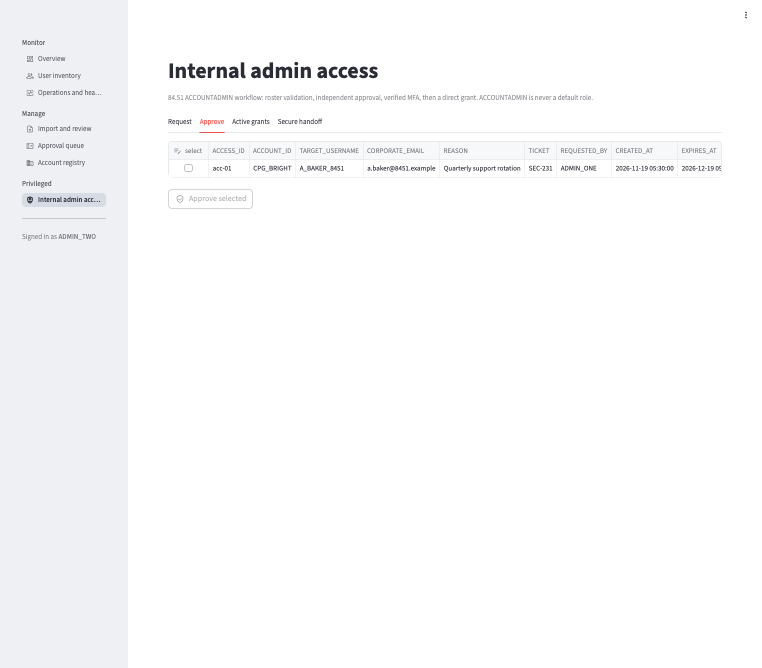 Monitor
Overview
User inventory
Operations and hea...
Manage
Import and review
Approval queue
Account registry
Privileged
Internal admin acc...
Signed in as ADMIN_TWO
Internal admin access
84.51 ACCOUNTADMIN workflow: roster validation, independent approval, verified MFA, then a direct grant. ACCOUNTADMIN is never a default role.
Request Approve Active grants Secure handoff
select ACCESS_ID ACCOUNT_ID TARGET_USERNAME CORPORATE_EMAIL REASON TICKET REQUESTED_BY CREATED_AT EXPIRES_AT
acc-01 CPG_BRIGHT A_BAKER_8451 a.baker@8451.example Quarterly support rotation SEC-231 ADMIN_ONE 2026-11-19 05:30:00 2026-12-19 05
Approve selected